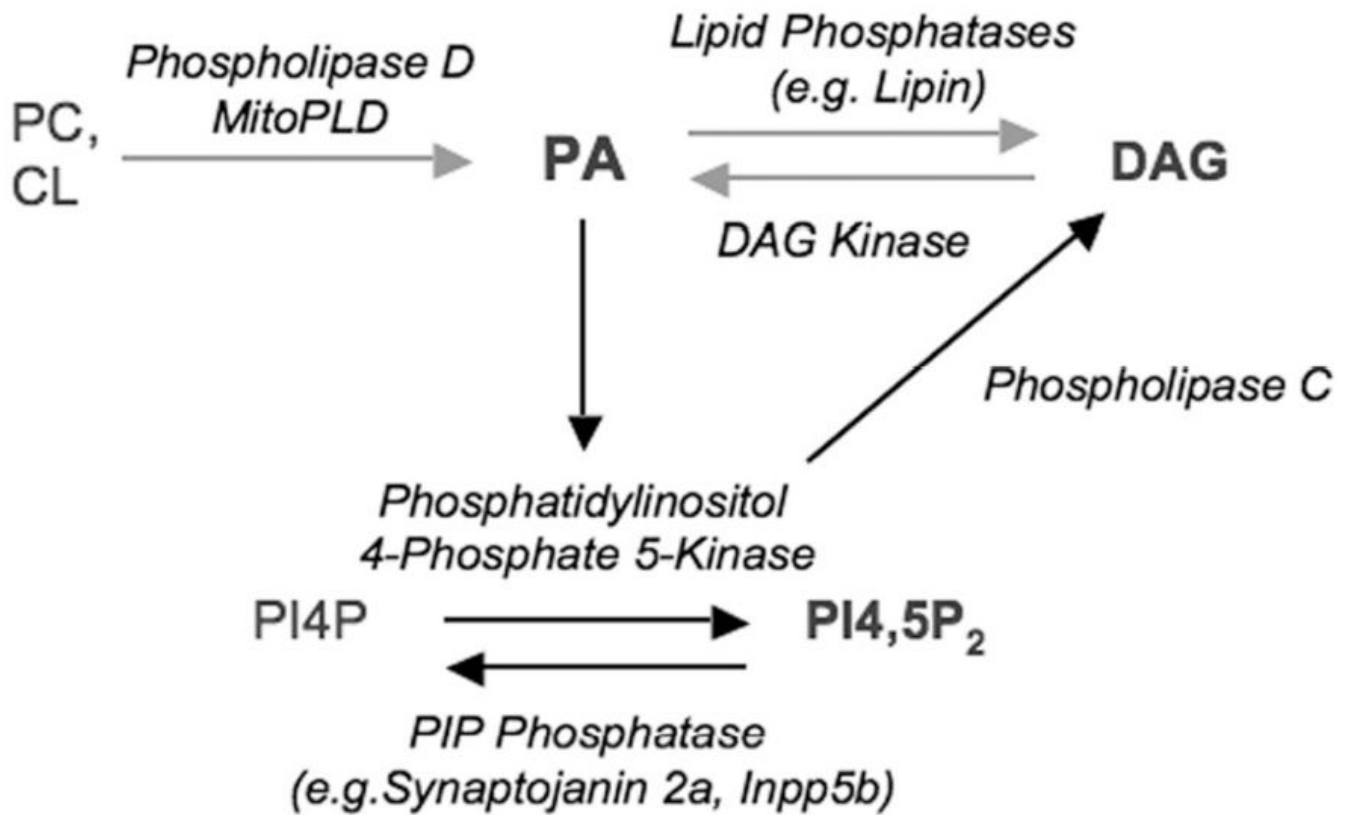 Phospholipase D
MitoPLD
PC,
CL
PA
Lipid Phosphatases
(e.g. Lipin)
DAG
DAG Kinase
Phospholipase C
Phosphatidylinositol
4-Phosphate 5-Kinase
PI4P
PI4,5P₂
PIP Phosphatase
(e.g.Synaptojanin 2a, Inpp5b)